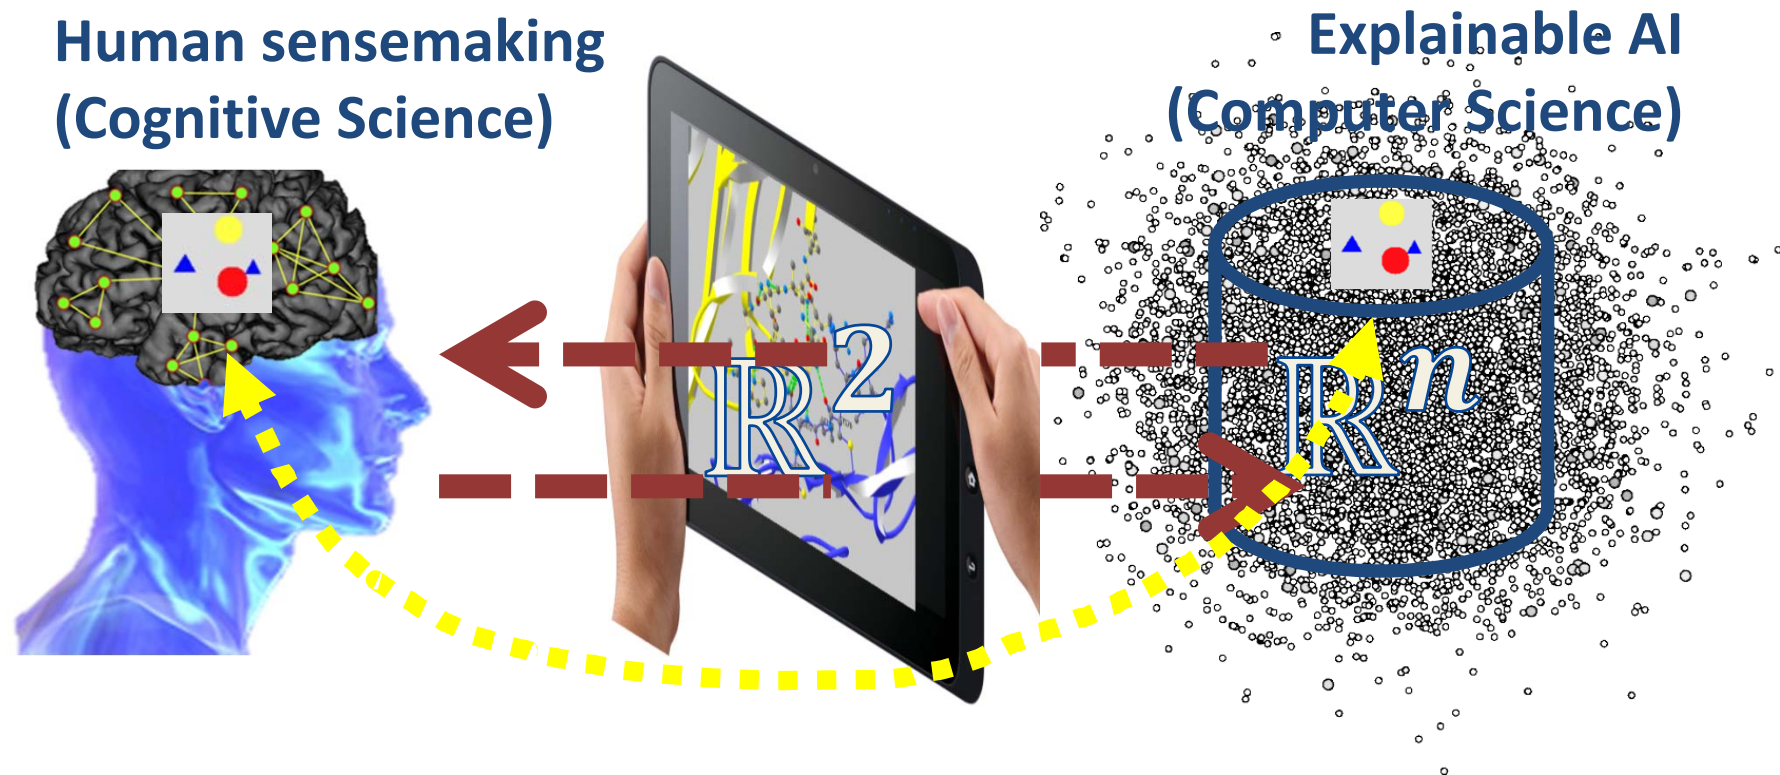 Human sensemaking
(Cognitive Science)
Explainable AI
(Computer Science)
ℝ²
ℝⁿ